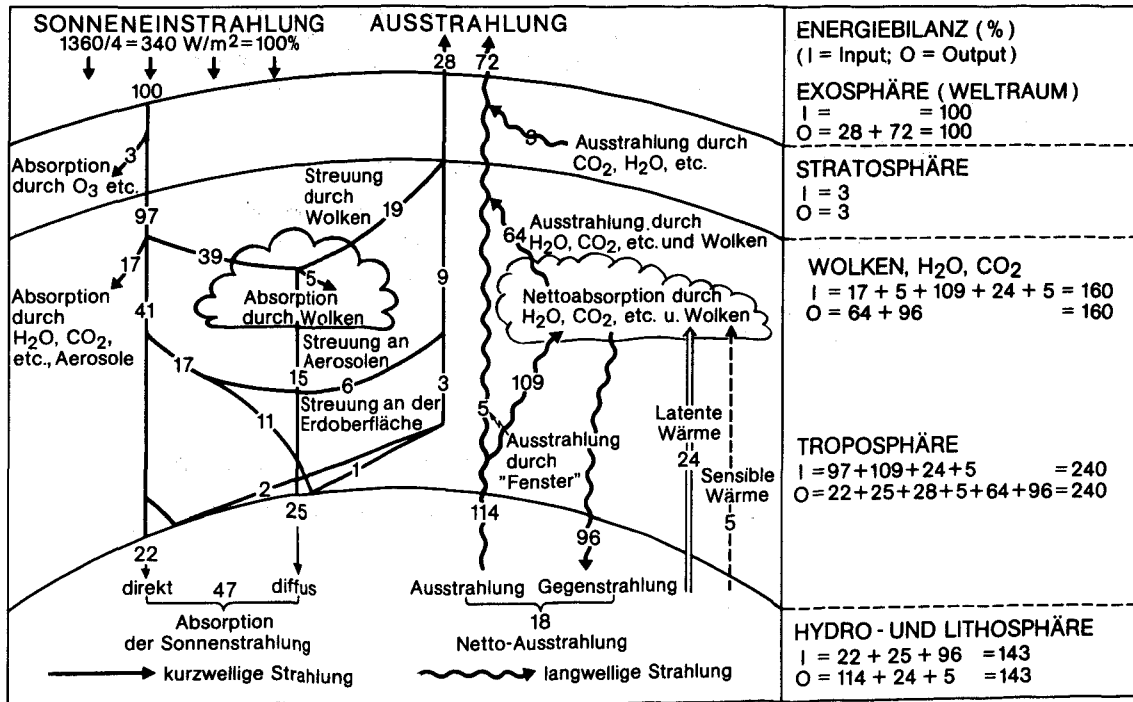 SONNENEINSTRAHLUNG
1360/4 = 340 W/m² = 100%
AUSSTRAHLUNG
28
72
100
3
Absorption
durch O₃ etc.
97
Ausstrahlung durch
CO₂, H₂O, etc.
Streuung
durch
Wolken
19
39
17
5
Absorption
durch Wolken
Absorption
durch
H₂O, CO₂,
etc., Aerosole
41
9
64
Ausstrahlung durch
H₂O, CO₂, etc. und Wolken
Nettoabsorption durch
H₂O, CO₂, etc. u. Wolken
Streuung an
Aerosolen
17
15
6
3
109
11
Streuung an der
Erdoberfläche
5
Ausstrahlung
durch
"Fenster"
Latente
Wärme
24
Sensible
Wärme
5
2
1
22
25
114
96
direkt
47
diffus
Absorption
der Sonnenstrahlung
Ausstrahlung
Gegenstrahlung
18
Netto-Ausstrahlung
kurzwellige Strahlung
langwellige Strahlung
ENERGIEBILANZ (%)
( I = Input; O = Output )
EXOSPHÄRE (WELTRAUM)
I = = 100
O = 28 + 72 = 100
STRATOSPHÄRE
I = 3
O = 3
WOLKEN, H₂O, CO₂
I = 17 + 5 + 109 + 24 + 5 = 160
O = 64 + 96 = 160
TROPOSPHÄRE
I = 97+109+24+5 = 240
O = 22+25+28+5+64+96 = 240
HYDRO - UND LITHOSPHÄRE
I = 22 + 25 + 96 = 143
O = 114 + 24 + 5 = 143